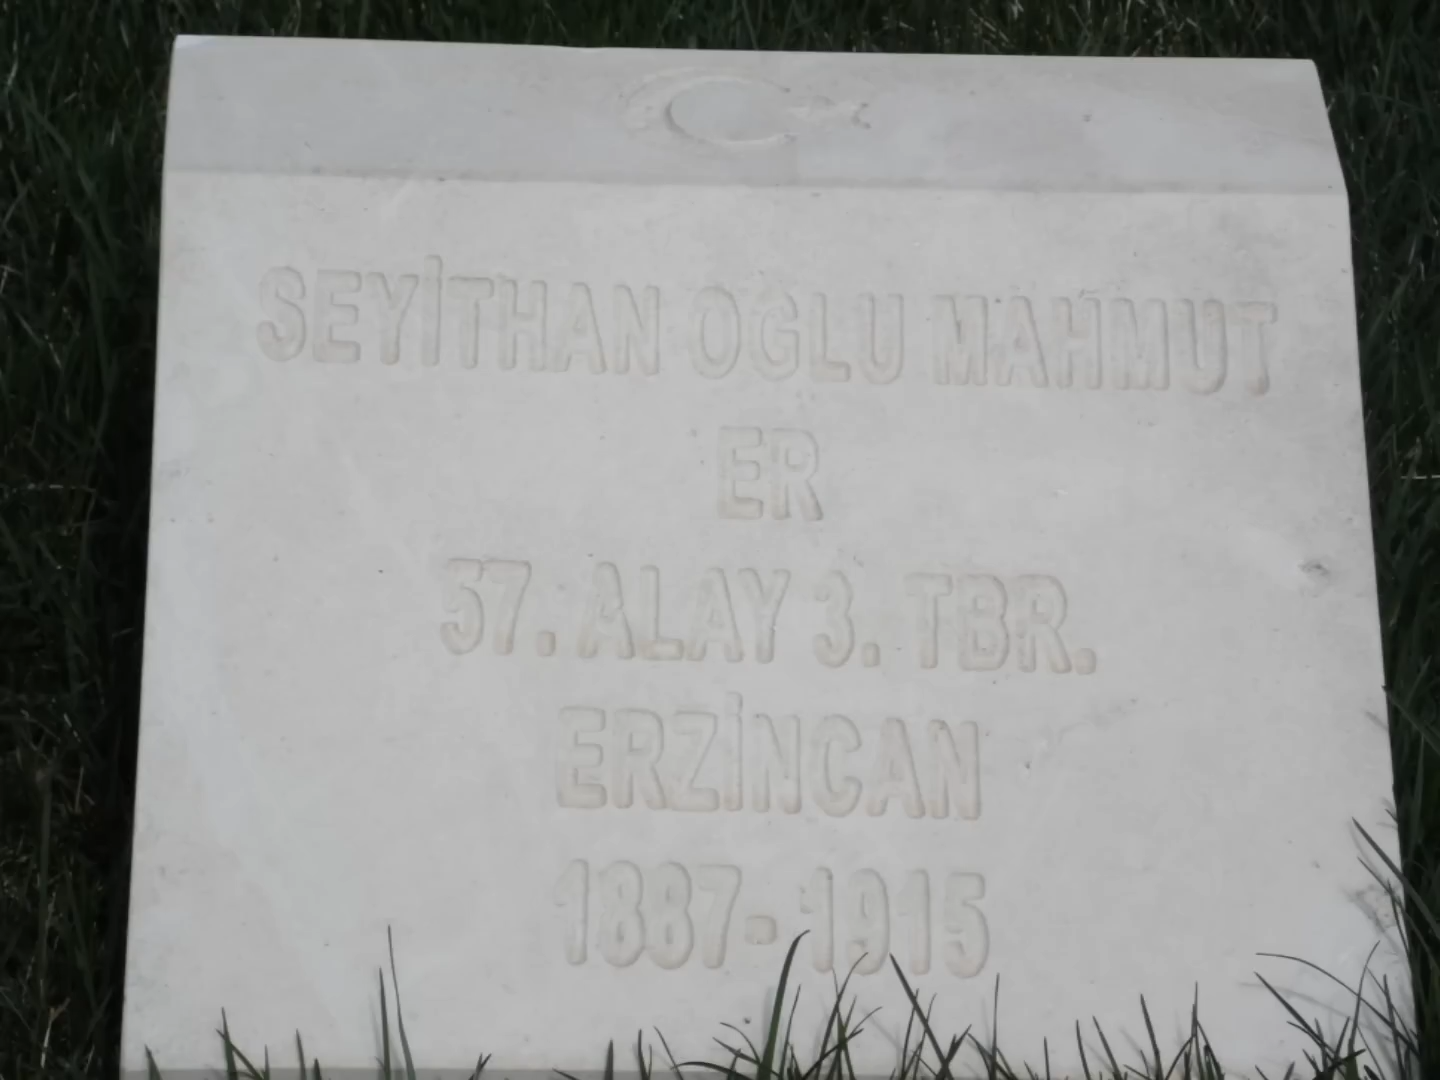 SEYİTHAN OGLU MAHMUT
ER
57. ALAY 3. TBR.
ERZİNCAN
1887-1915